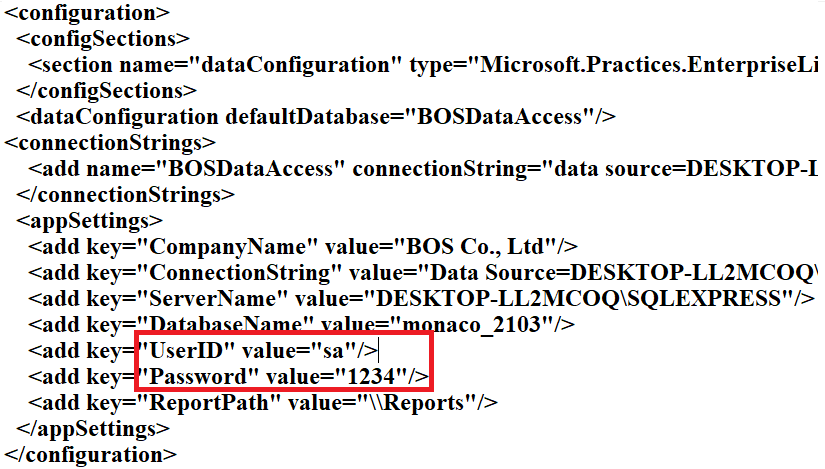 <configuration>
<configSections>
<section name="dataConfiguration" type="Microsoft.Practices.EnterpriseLi
</configSections>
<dataConfiguration defaultDatabase="BOSDataAccess"/>
<connectionStrings>
<add name="BOSDataAccess" connectionString="data source=DESKTOP-L
</connectionStrings>
<appSettings>
<add key="CompanyName" value="BOS Co., Ltd"/>
<add key="ConnectionString" value="Data Source=DESKTOP-LL2MCOQ\
<add key="ServerName" value="DESKTOP-LL2MCOQ\SQLEXPRESS"/>
<add key="DatabaseName" value="monaco_2103"/>
<add key="UserID" value="sa"/>
<add key="Password" value="1234"/>
<add key="ReportPath" value="\\Reports"/>
</appSettings>
</configuration>